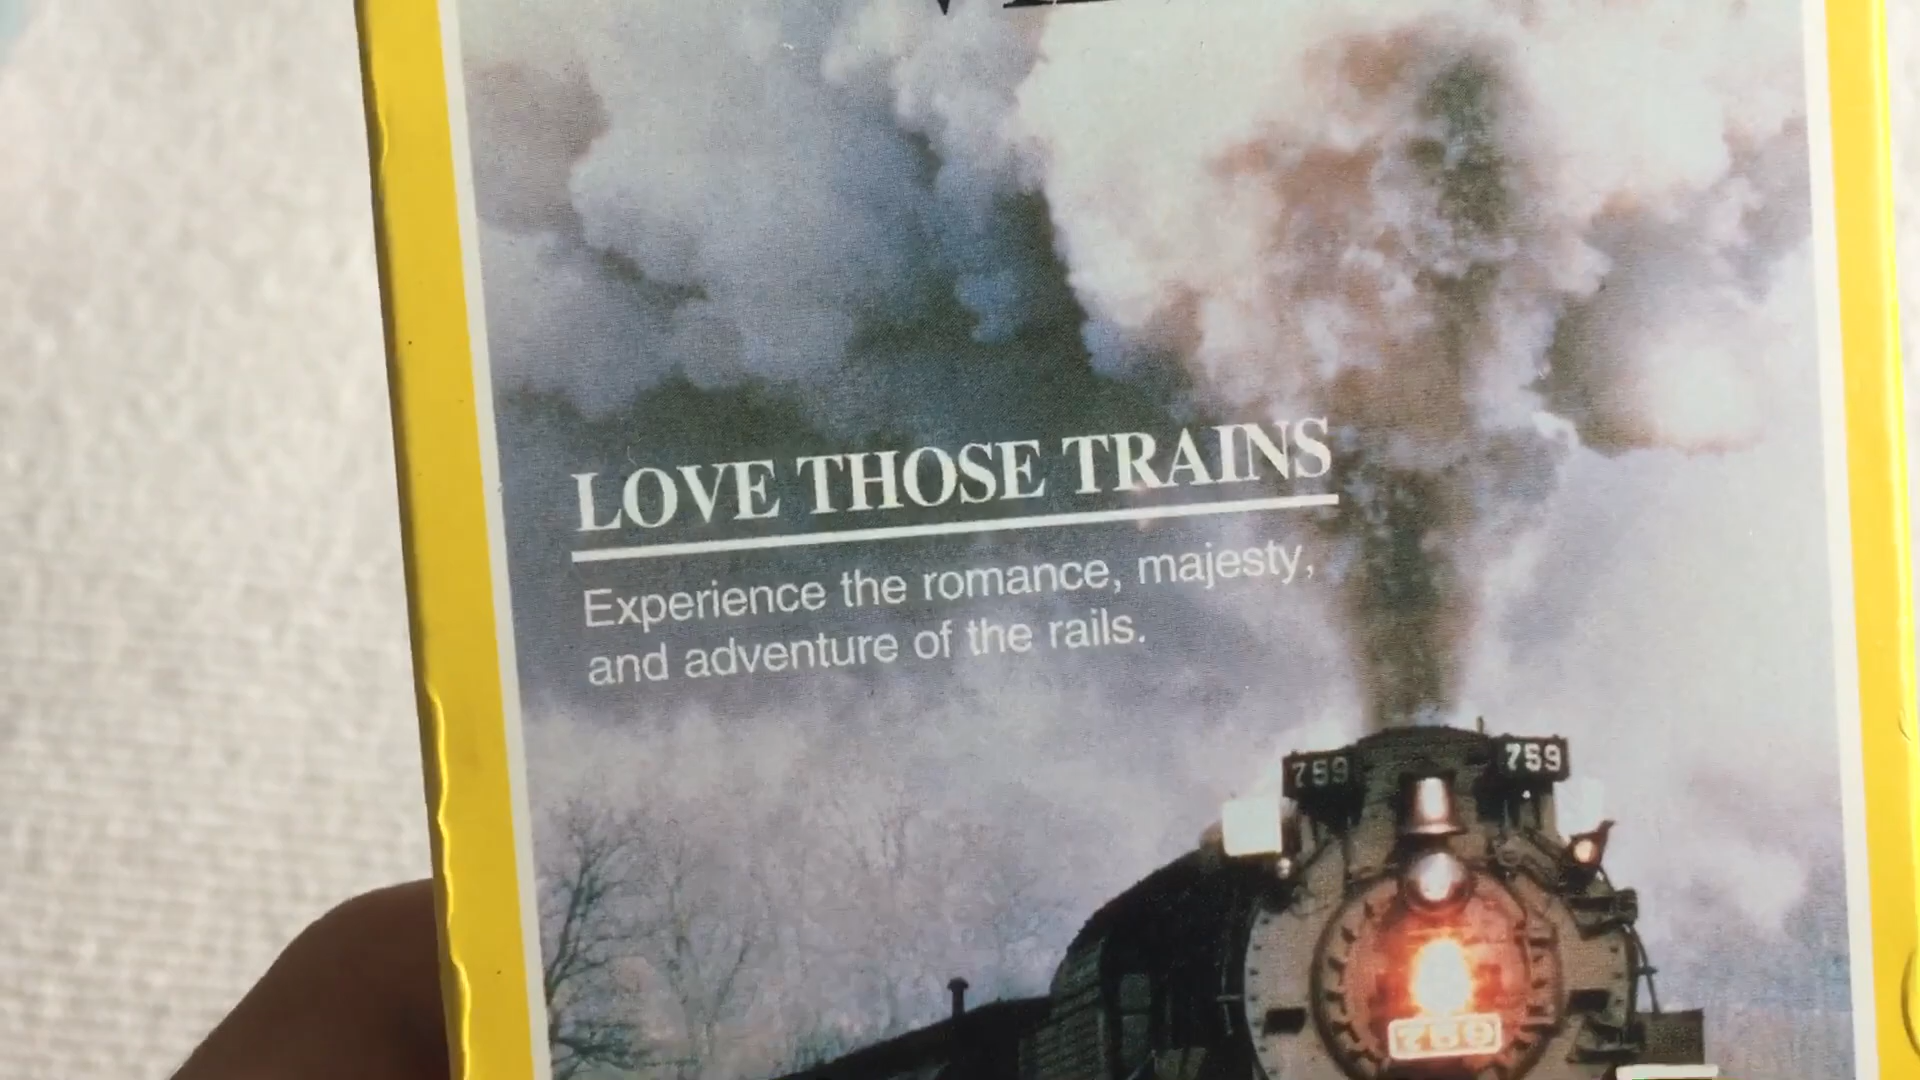 LOVE THOSE TRAINS
Experience the romance, majesty,
and adventure of the rails.
759
759
759